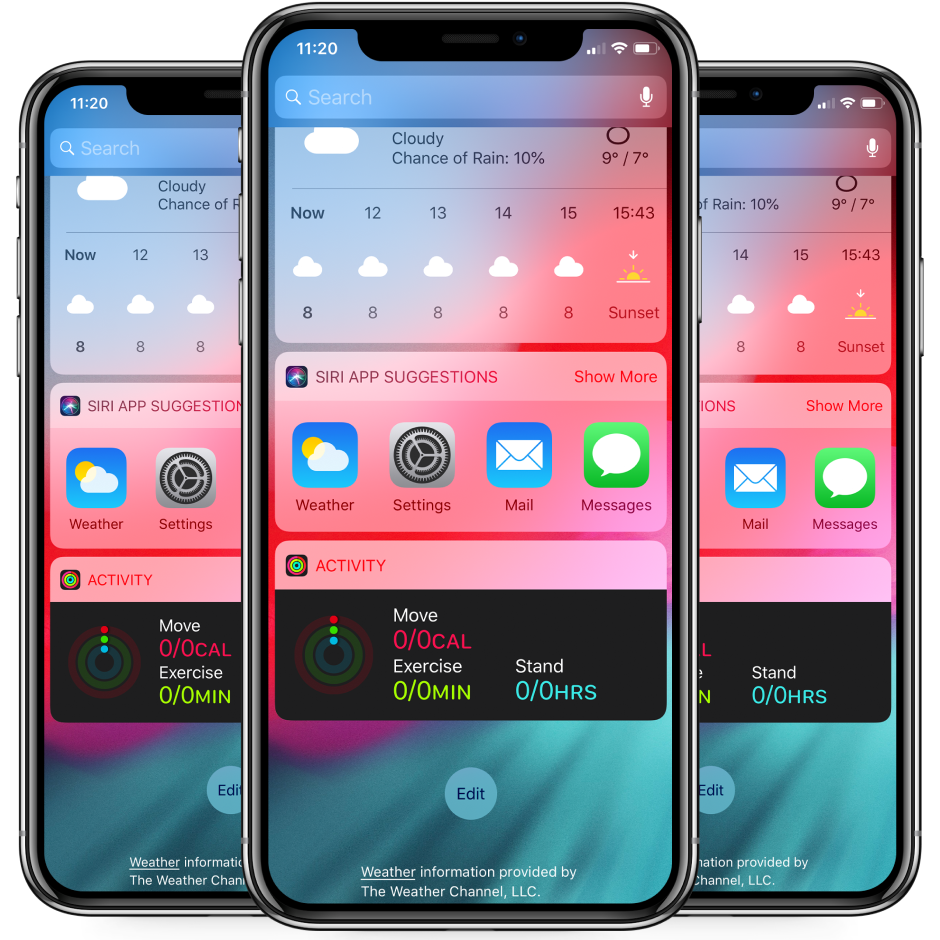 11:20
Search
Cloudy
Chance of R
Now 12 13
8 8 8
SIRI APP SUGGESTION
Weather Settings
ACTIVITY
Move
0/0CAL
Exercise
0/0MIN
Edit
Weather informatio
The Weather Chann
11:20
Search
Cloudy
Chance of Rain: 10% 9° / 7°
Now 12 13 14 15 15:43
8 8 8 8 8 Sunset
SIRI APP SUGGESTIONS Show More
Weather Settings Mail Messages
ACTIVITY
Move
0/0CAL
Exercise Stand
0/0MIN 0/0HRS
Edit
Weather information provided by
The Weather Channel, LLC.
of Rain: 10% 9° / 7°
14 15 15:43
8 8 Sunset
IONS Show More
Mail Messages
L
e Stand
N 0/0HRS
Edit
nation provided by
Channel, LLC.